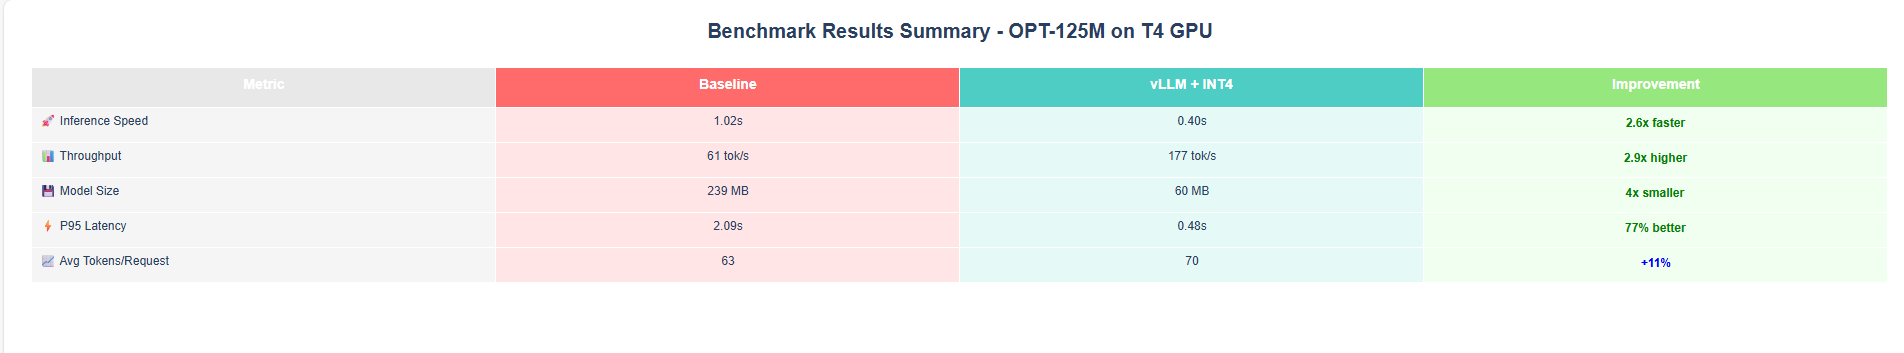 Benchmark Results Summary - OPT-125M on T4 GPU
Metric Baseline vLLM + INT4 Improvement
🚀 Inference Speed 1.02s 0.40s 2.6x faster
📊 Throughput 61 tok/s 177 tok/s 2.9x higher
💾 Model Size 239 MB 60 MB 4x smaller
⚡ P95 Latency 2.09s 0.48s 77% better
📈 Avg Tokens/Request 63 70 +11%